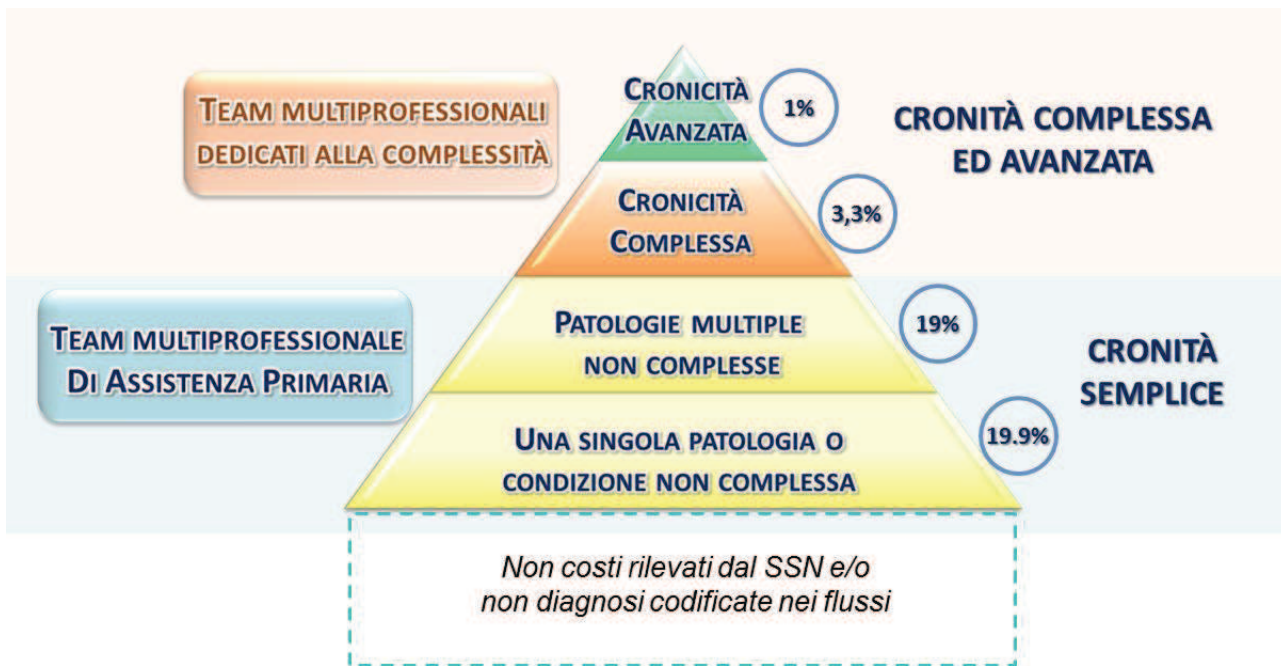 TEAM MULTIPROFESSIONALI
DEDICATI ALLA COMPLESSITÀ
CRONICITÀ
AVANZATA
1%
CRONITÀ COMPLESSA
ED AVANZATA
CRONICITÀ
COMPLESSA
3,3%
TEAM MULTIPROFESSIONALE
DI ASSISTENZA PRIMARIA
PATOLOGIE MULTIPLE
NON COMPLESSE
19%
CRONITÀ
SEMPLICE
UNA SINGOLA PATOLOGIA O
CONDIZIONE NON COMPLESSA
19.9%
Non costi rilevati dal SSN e/o
non diagnosi codificate nei flussi